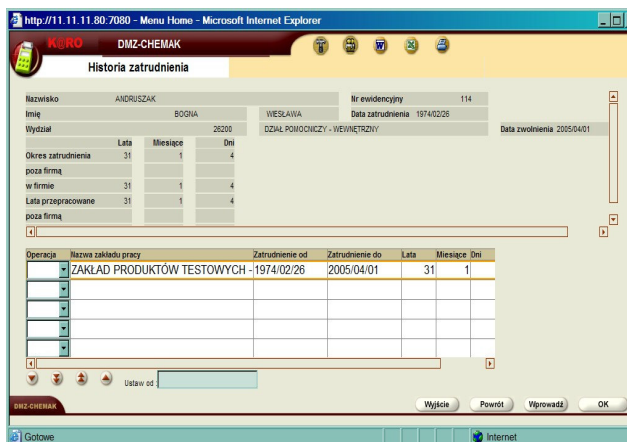 http://11.11.11.80:7080 - Menu Home - Microsoft Internet Explorer
K@RO DMZ-CHEMAK
Historia zatrudnienia
Nazwisko ANDRUSZAK Nr ewidencyjny 114
Imię BOGNA WIESŁAWA Data zatrudnienia 1974/02/26
Wydział 26200 DZIAŁ POMOCNICZY - WEWNĘTRZNY Data zwolnienia 2005/04/01
Lata Miesiące Dni
Okres zatrudnienia 31 1 4
poza firmą
w firmie 31 1 4
Lata przepracowane 31 1 4
poza firmą
Operacja Nazwa zakładu pracy Zatrudnienie od Zatrudnienie do Lata Miesiące Dni
ZAKŁAD PRODUKTÓW TESTOWYCH - 1974/02/26 2005/04/01 31 1
Ustaw od :
DMZ-CHEMAK Wyjście Powrót Wprowadź OK
Gotowe Internet